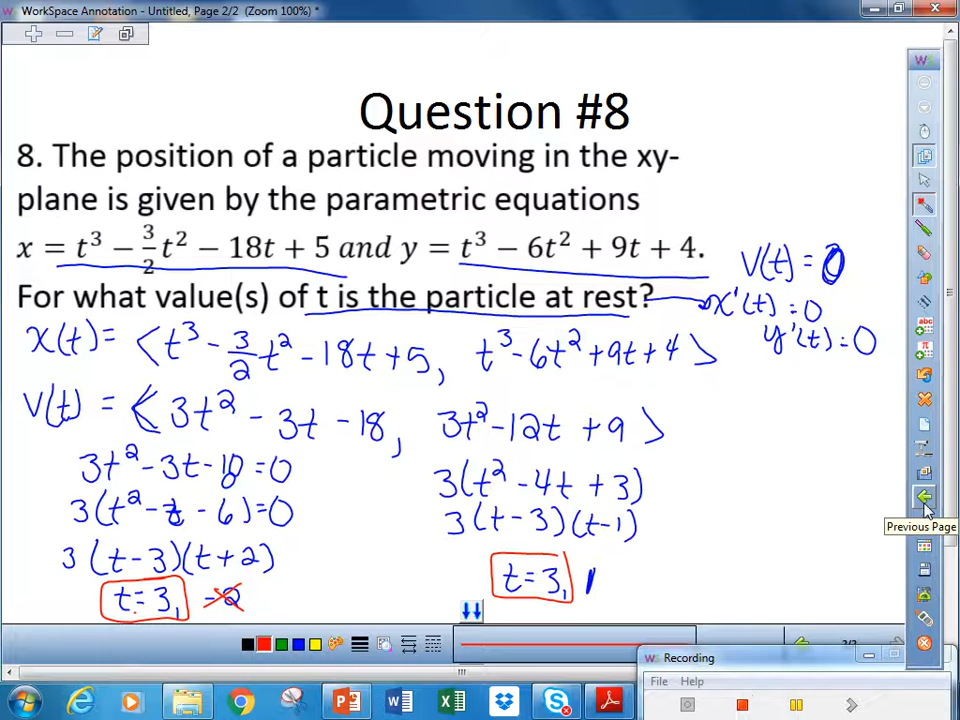 WorkSpace Annotation - Untitled, Page 2/2 (Zoom 100%) *
Question #8
8. The position of a particle moving in the xy-
plane is given by the parametric equations
x = t³ − 3/2 t² − 18t + 5 and y = t³ − 6t² + 9t + 4.
V(t) = 0
For what value(s) of t is the particle at rest?
x'(t) = 0
y'(t) = 0
x(t) = ⟨t³ - 3/2 t² - 18t + 5, t³ - 6t² + 9t + 4⟩
V(t) = ⟨3t² - 3t - 18, 3t² - 12t + 9⟩
3t² - 3t - 18 = 0
3(t² - t - 6) = 0
3(t - 3)(t + 2)
t = 3, -2
3(t² - 4t + 3)
3(t - 3)(t - 1)
t = 3, 1
Previous Page
2/2
Recording
File Help